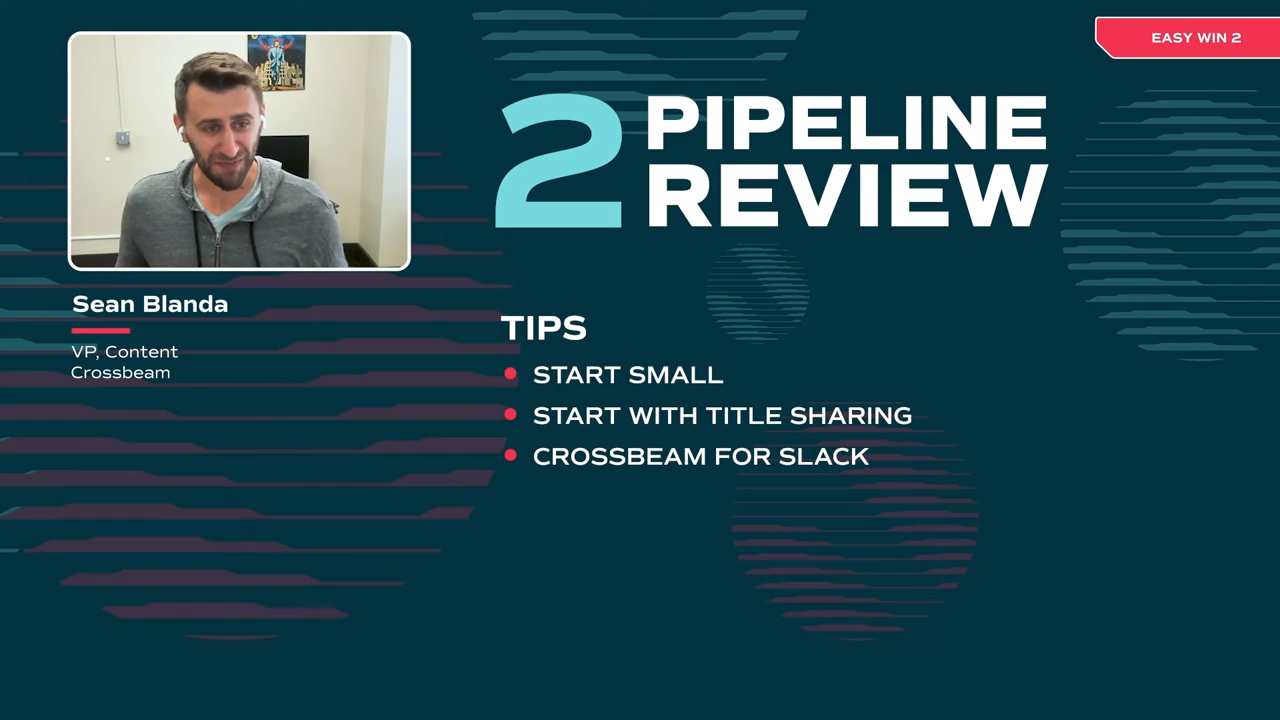 EASY WIN 2
2
PIPELINE
REVIEW
Sean Blanda
VP, Content
Crossbeam
TIPS
START SMALL
START WITH TITLE SHARING
CROSSBEAM FOR SLACK